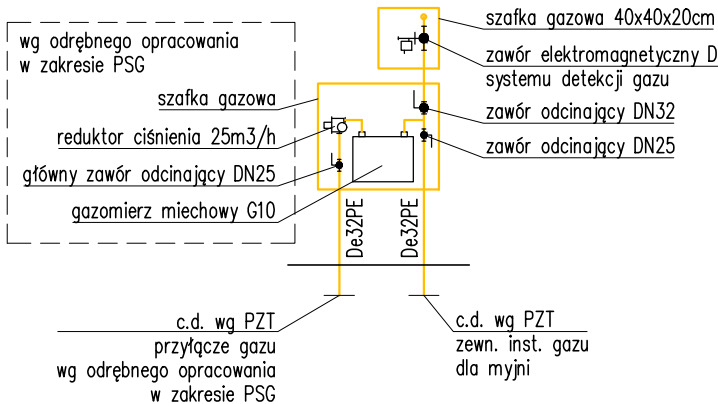 wg odrębnego opracowania
w zakresie PSG
szafka gazowa
reduktor ciśnienia 25m3/h
główny zawór odcinający DN25
gazomierz miechowy G10
szafka gazowa 40x40x20cm
zawór elektromagnetyczny D
systemu detekcji gazu
zawór odcinający DN32
zawór odcinający DN25
De32PE
De32PE
c.d. wg PZT
przyłącze gazu
wg odrębnego opracowania
w zakresie PSG
c.d. wg PZT
zewn. inst. gazu
dla myjni